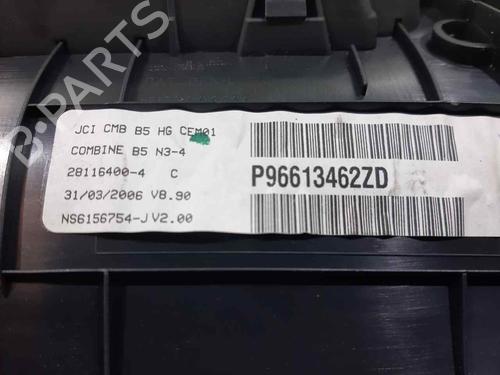 B-PARTS
JCI CMB B5 HG CEM01
COMBINE B5 N3-4
28116400-4 C
31/03/2006 V8.90
NS6156754-J V2.00
P96613462ZD